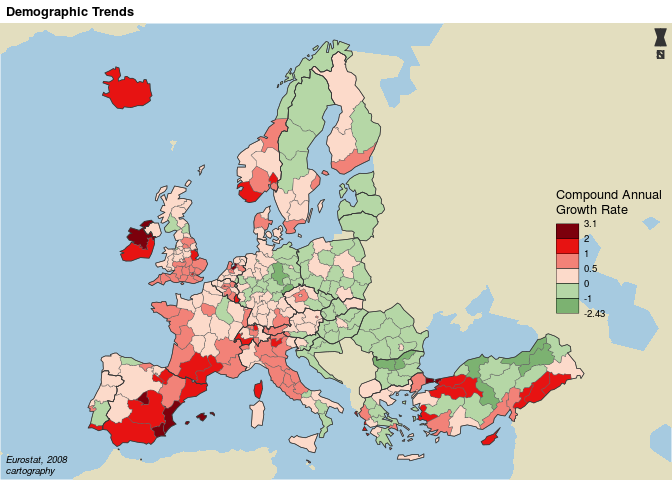 Demographic Trends
N
Compound Annual
Growth Rate
3.1
2
1
0.5
0
-1
-2.43
Eurostat, 2008
cartography